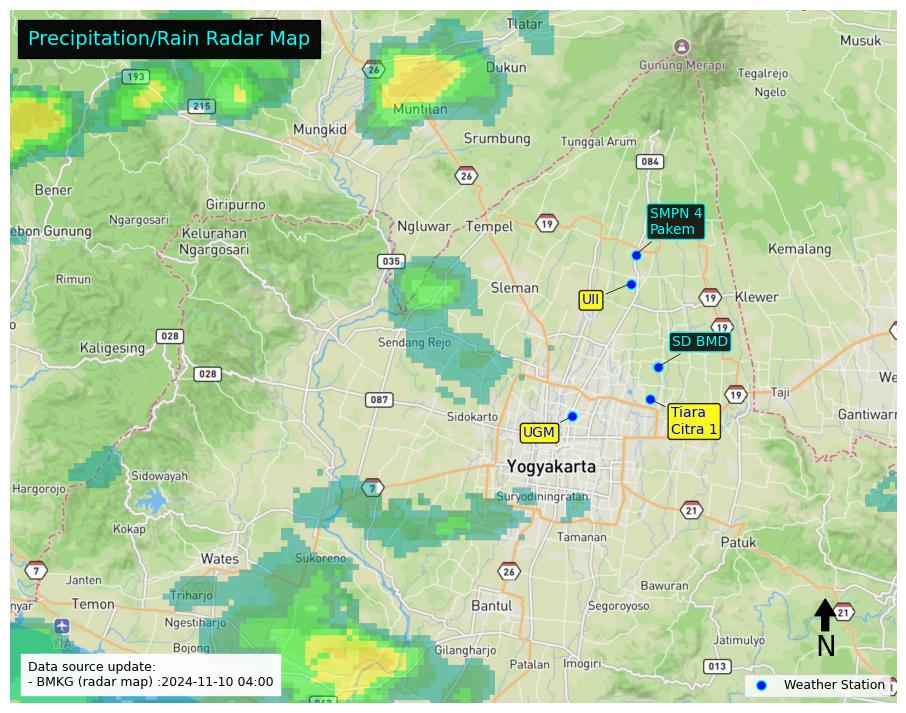 Precipitation/Rain Radar Map
Tlatar
Musuk
26
Dukun
Gunung Merapi
Tegalrejo
193
Ngelo
215
Muntilan
Mungkid
Srumbung
Tunggal Arum
084
26
Bener
Giripurno
SMPN 4
Pakem
Ngargosari
Ngluwar
Tempel
19
ebon Gunung
Kelurahan
Ngargosari
Kemalang
035
Rimun
Sleman
UII
19
Klewer
19
028
Sendang Rejo
SD BMD
Kaligesing
028
We
087
19
Taji
Sidokarto
Tiara
Citra 1
Gantiwarn
UGM
Yogyakarta
Sidowayah
Hargorojo
7
Suryodiningratan
21
Kokap
Tamanan
Patuk
Wates
Sukoreno
7
26
Janten
Bawuran
Triharjo
nyar
Temon
Bantul
Segoroyoso
21
Ngestiharjo
YIA
Jatimulyo
N
Bojong
Gilangharjo
Patalan
Imogiri
013
Data source update:
- BMKG (radar map) :2024-11-10 04:00
Weather Station